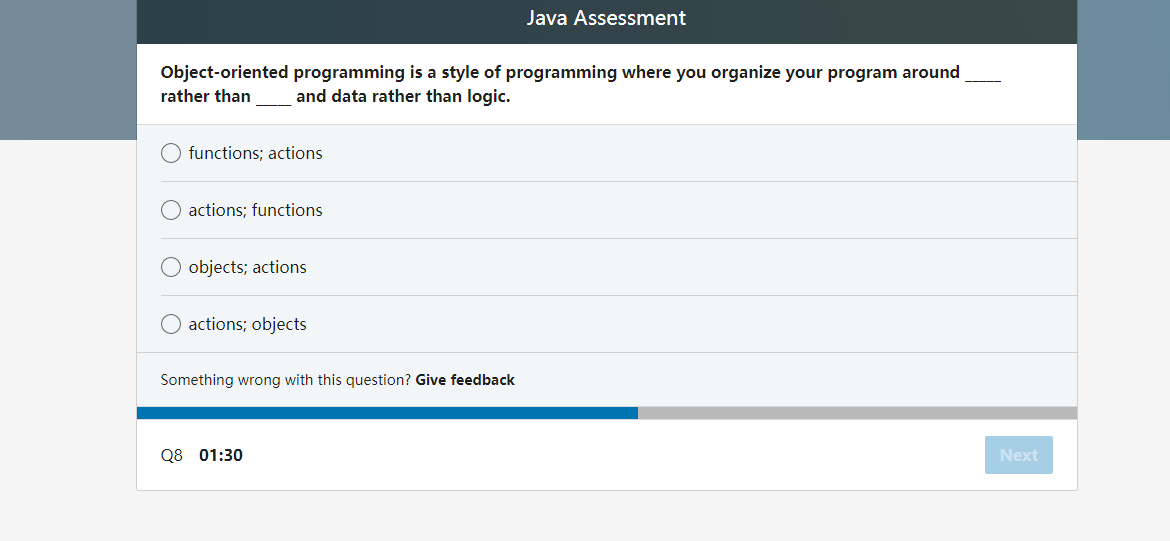 Java Assessment
Object-oriented programming is a style of programming where you organize your program around _____
rather than _____ and data rather than logic.
functions; actions
actions; functions
objects; actions
actions; objects
Something wrong with this question? Give feedback
Q8 01:30 Next